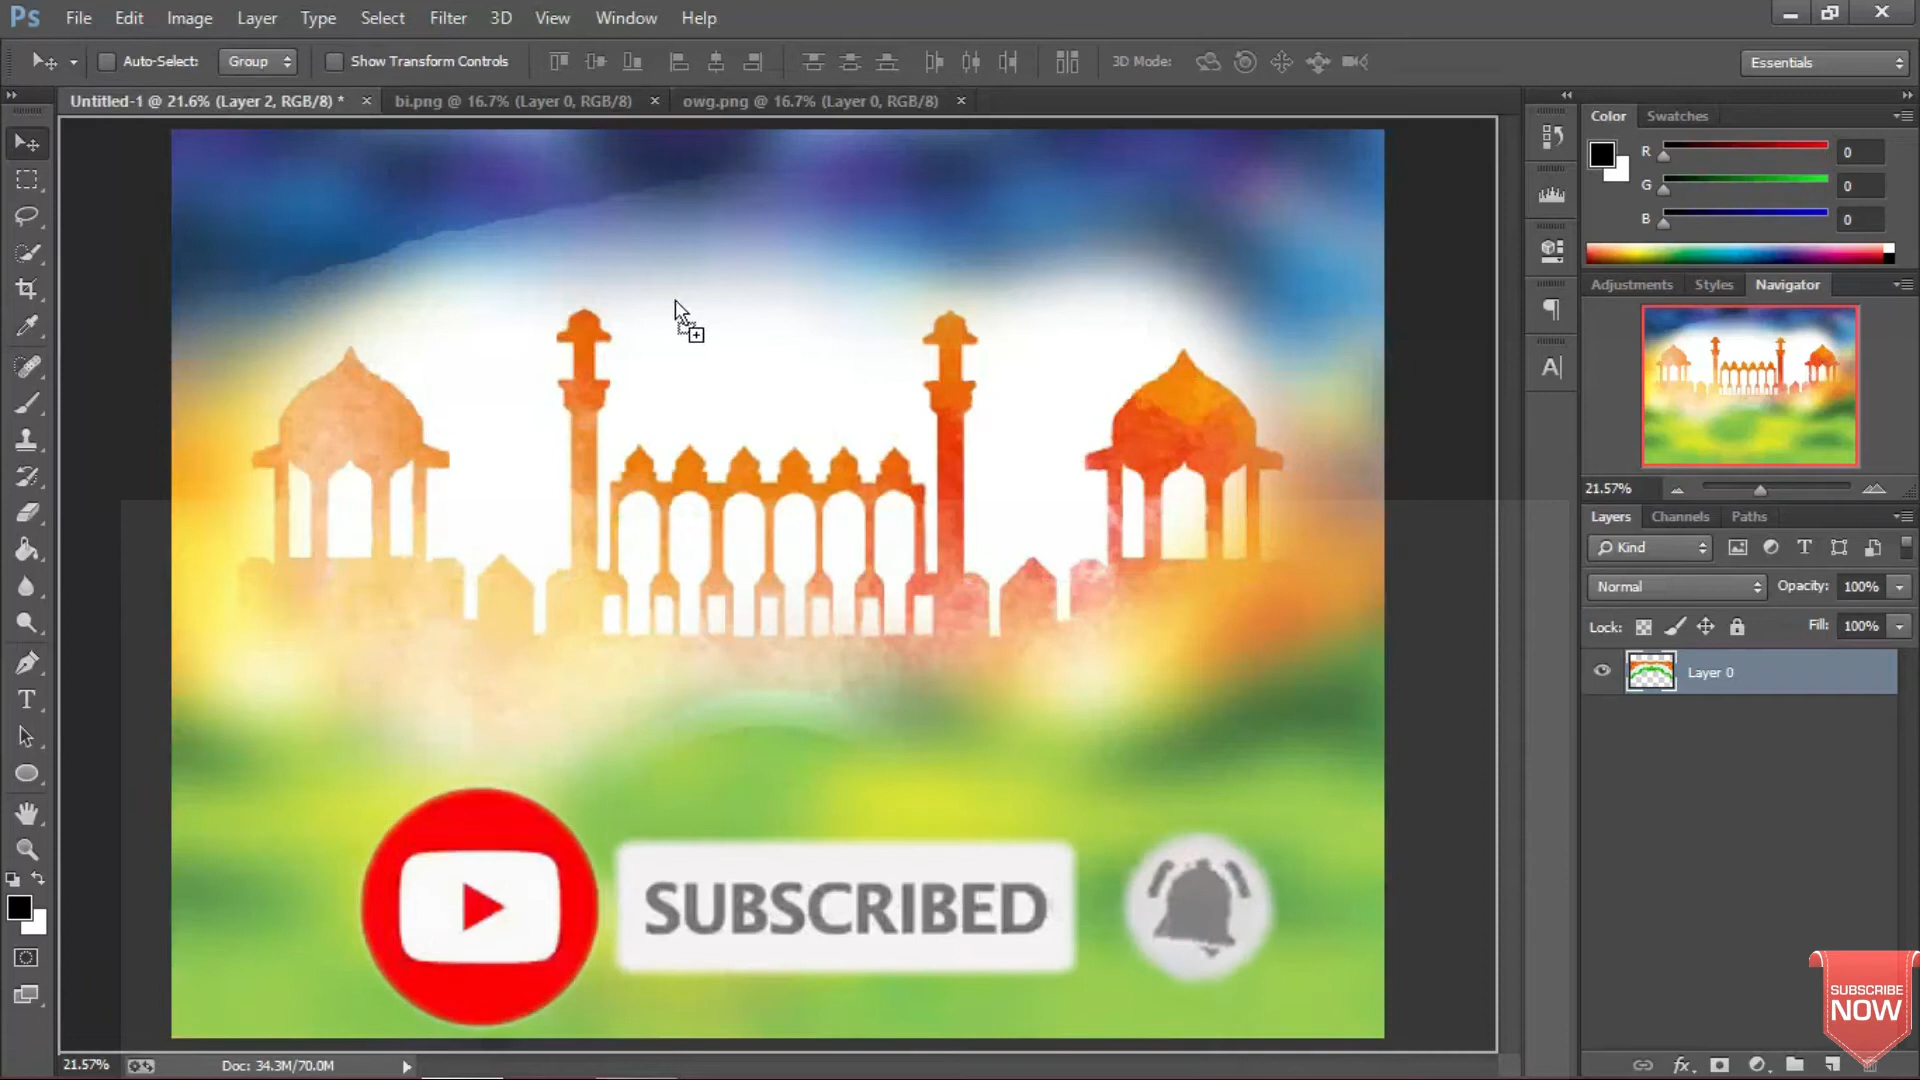 Ps File Edit Image Layer Type Select Filter 3D View Window Help
Auto-Select: Group Show Transform Controls 3D Mode: Essentials
Untitled-1 @ 21.6% (Layer 2, RGB/8) * bi.png @ 16.7% (Layer 0, RGB/8) owg.png @ 16.7% (Layer 0, RGB/8)
Color Swatches
R 0
G 0
B 0
Adjustments Styles Navigator
21.57%
Layers Channels Paths
Kind
Normal Opacity: 100%
Lock: Fill: 100%
Layer 0
SUBSCRIBED
SUBSCRIBE
NOW
21.57% Doc: 34.3M/70.0M